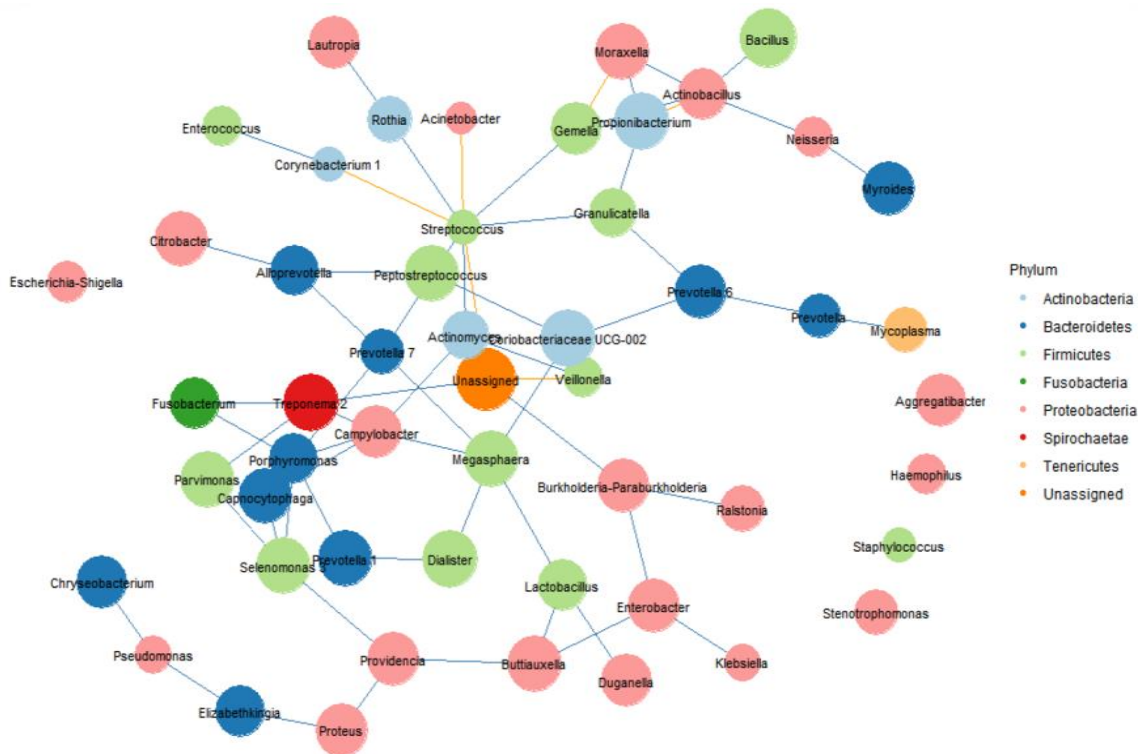 Lautropia
Moraxella
Bacillus
Actinobacillus
Rothia
Acinetobacter
Propionibacterium
Enterococcus
Gemella
Neisseria
Corynebacterium 1
Myroides
Granulicatella
Streptococcus
Citrobacter
Alloprevotella
Peptostreptococcus
Escherichia-Shigella
Phylum
Prevotella 6
Actinobacteria
Prevotella
Bacteroidetes
Mycoplasma
Actinomyces
Coriobacteriaceae UCG-002
Firmicutes
Prevotella 7
Fusobacteria
Unassigned
Veillonella
Proteobacteria
Fusobacterium
Treponema 2
Aggregatibacter
Spirochaetae
Campylobacter
Tenericutes
Porphyromonas
Megasphaera
Unassigned
Parvimonas
Haemophilus
Burkholderia-Paraburkholderia
Capnocytophaga
Ralstonia
Staphylococcus
Prevotella 1
Dialister
Selenomonas 3
Chryseobacterium
Lactobacillus
Enterobacter
Stenotrophomonas
Pseudomonas
Providencia
Buttiauxella
Klebsiella
Duganella
Elizabethkingia
Proteus